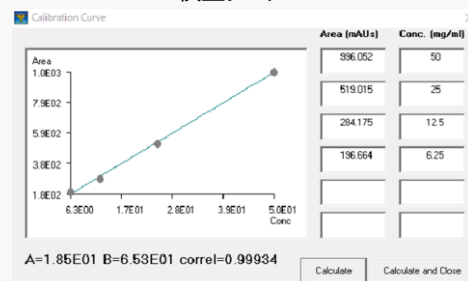 Calibration Curve
Area (mAUs) Conc. (mg/ml)
Area
1.0E03
7.9E02
5.9E02
3.8E02
1.8E02
6.3E00 1.7E01 2.8E01 3.9E01 5.0E01
Conc
996.052 50
519.015 25
284.175 12.5
196.664 6.25
A=1.85E01 B=6.53E01 correl=0.99934
Calculate Calculate and Close